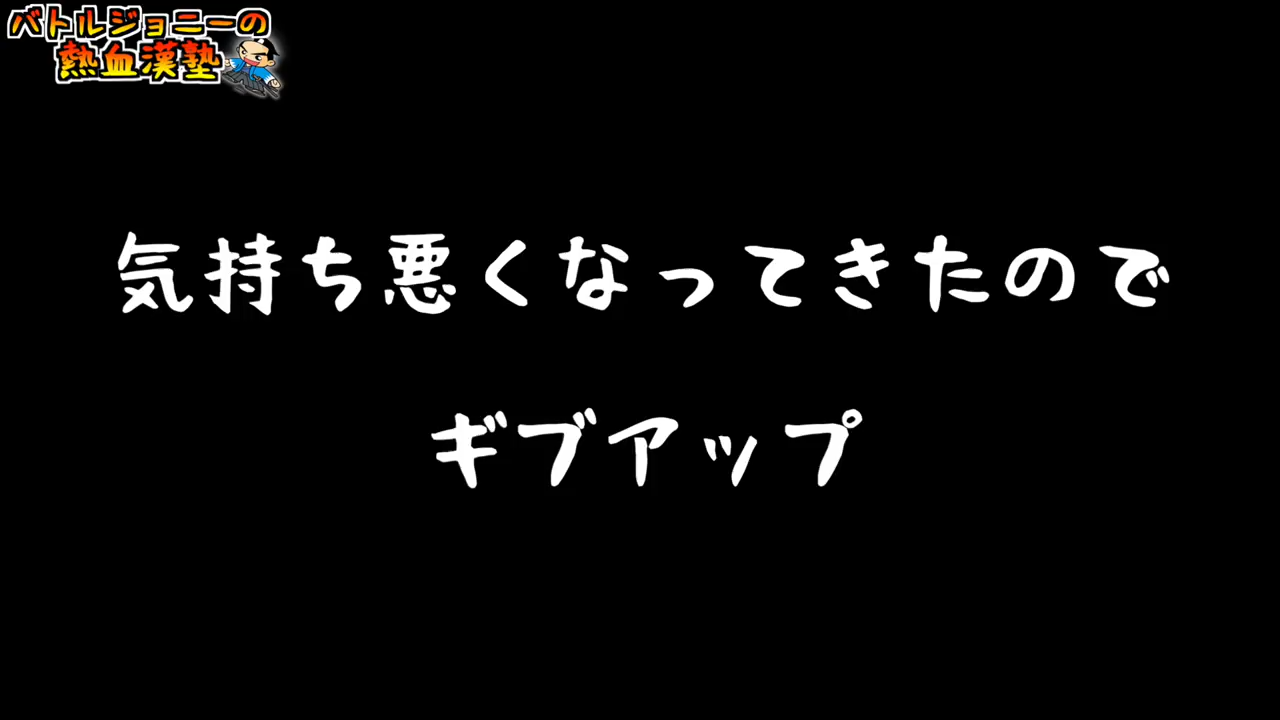 バトルジョニーの
熱血漢塾
気持ち悪くなってきたので
ギブアップ